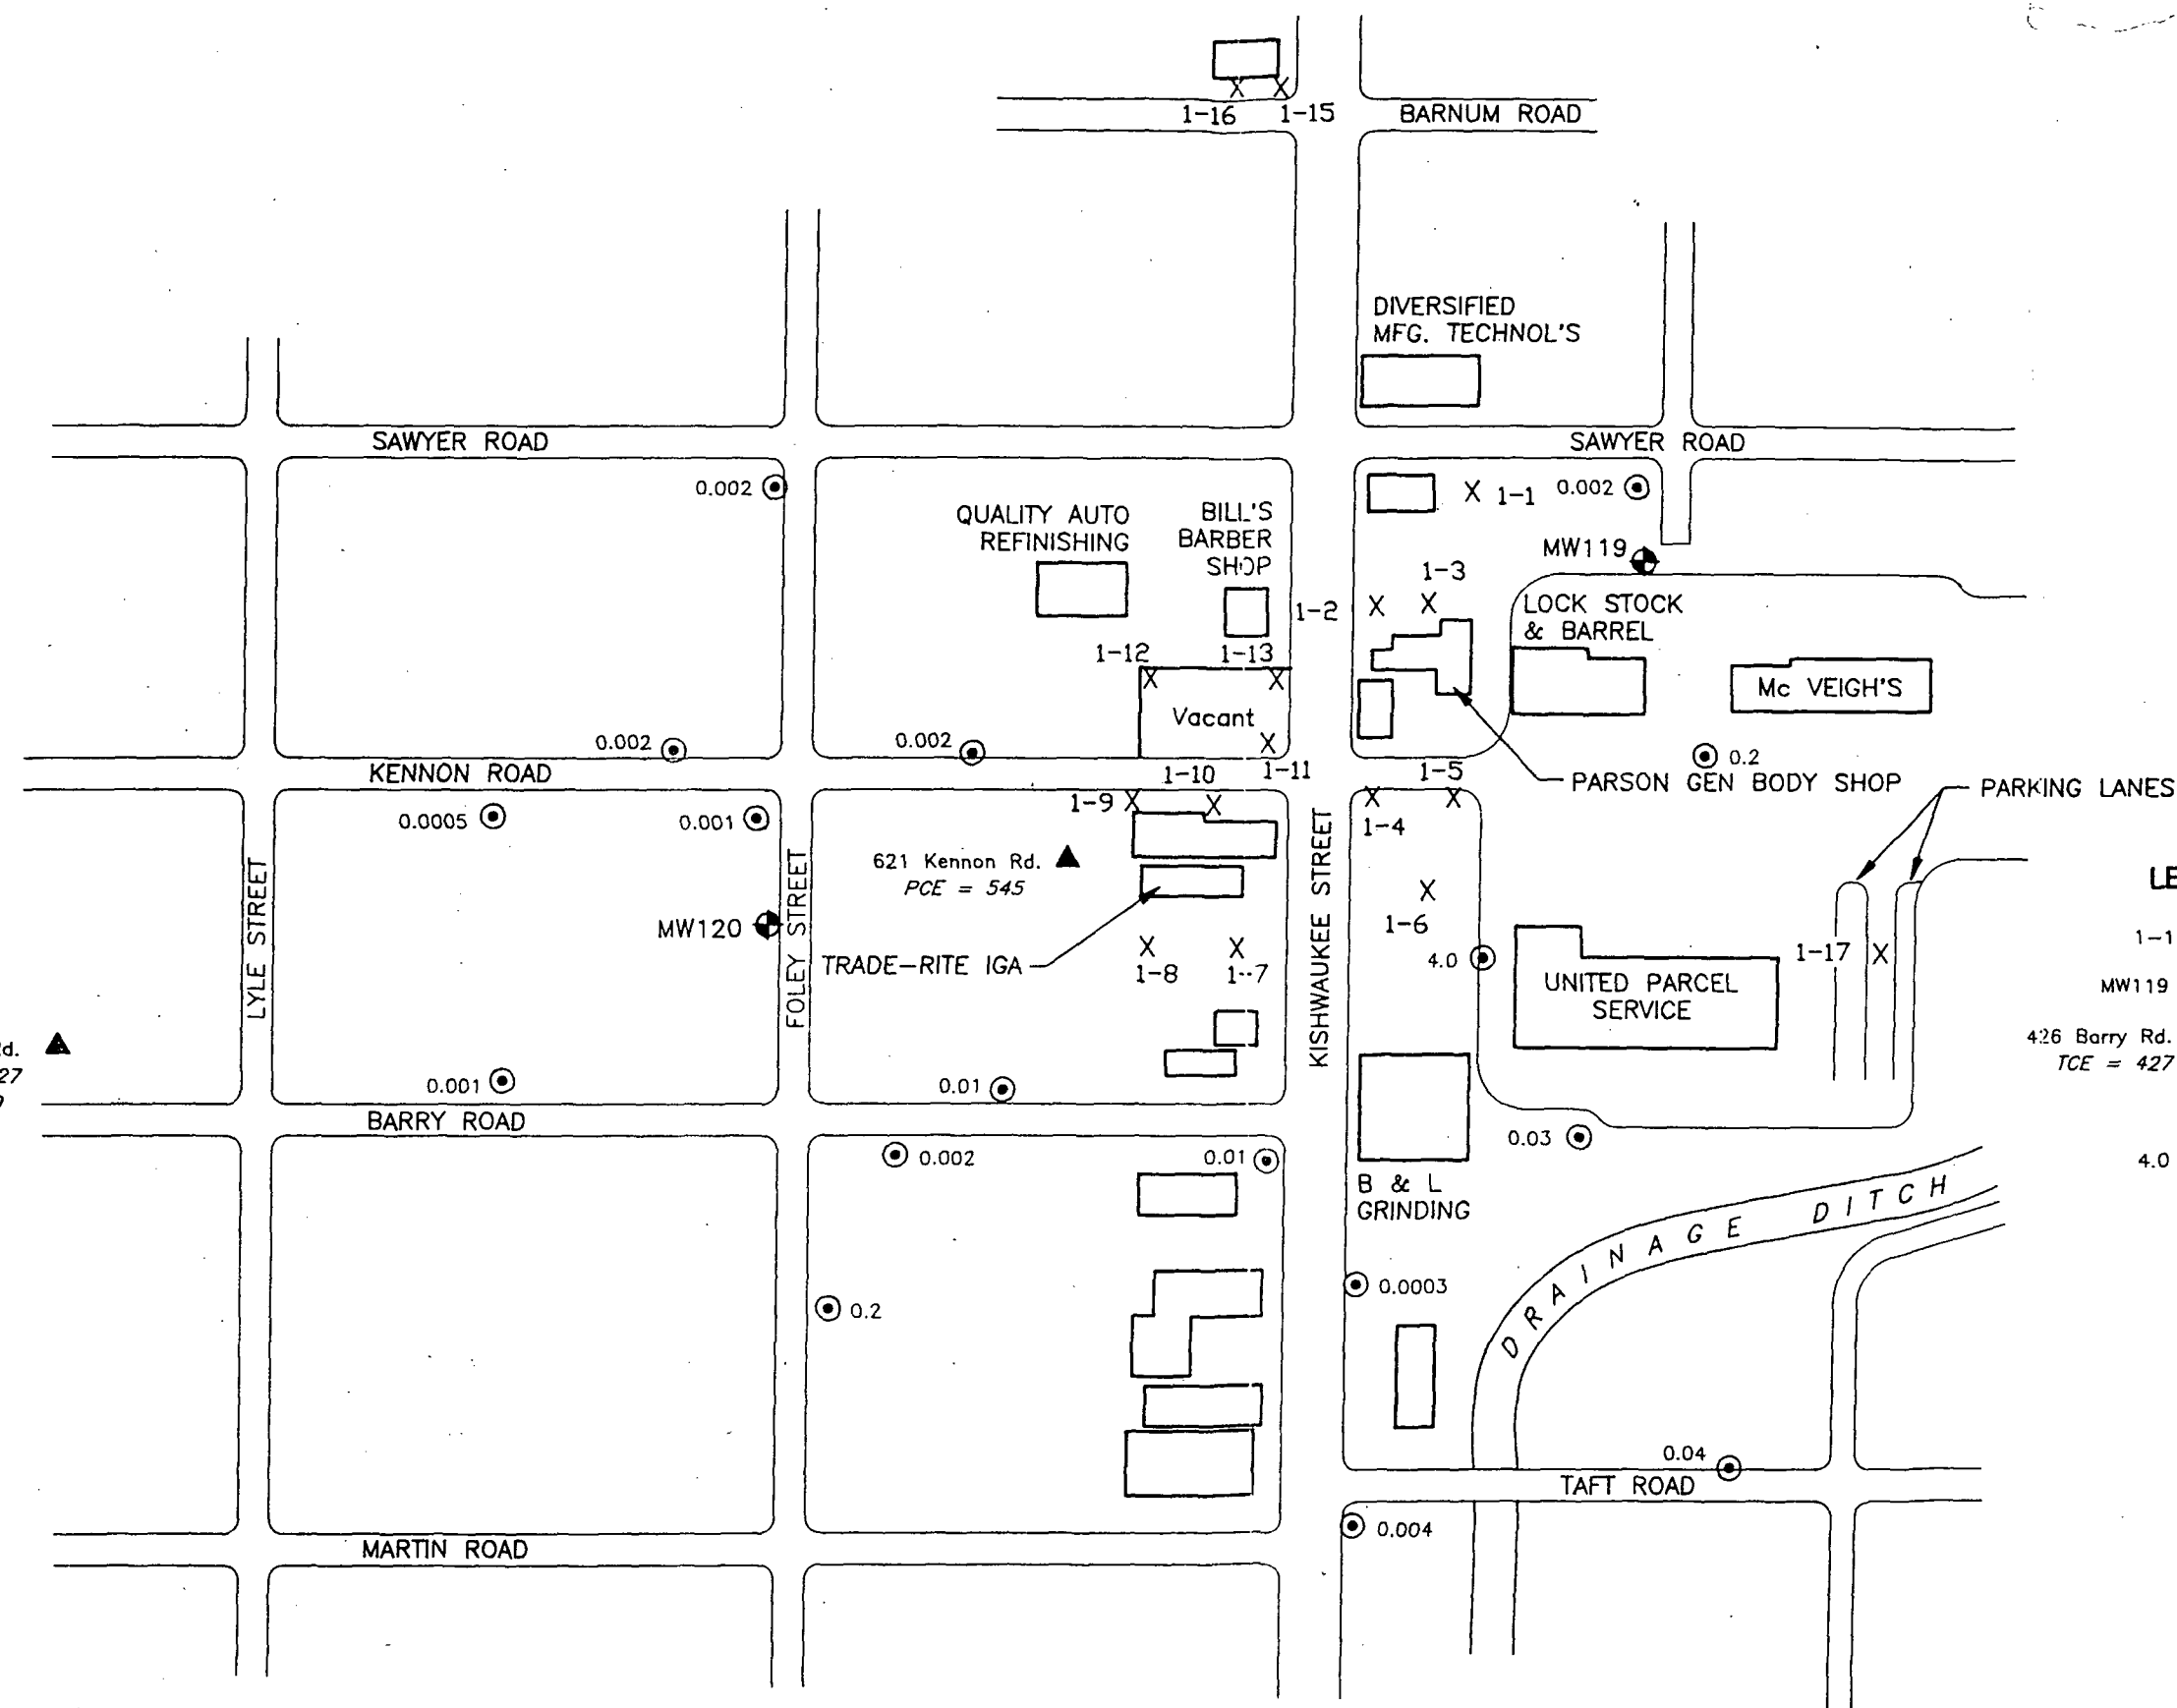 1-16
1-15
BARNUM ROAD
DIVERSIFIED
MFG. TECHNOL'S
SAWYER ROAD
SAWYER ROAD
0.002
QUALITY AUTO
REFINISHING
BILL'S
BARBER
SHOP
1-1
0.002
MW119
1-3
1-2
LOCK STOCK
& BARREL
1-12
1-13
Vacant
Mc VEIGH'S
0.002
0.002
0.2
KENNON ROAD
1-10
1-11
1-5
PARSON GEN BODY SHOP
PARKING LANES
1-9
1-4
0.0005
0.001
621 Kennon Rd.
PCE = 545
LYLE STREET
FOLEY STREET
KISHWAUKEE STREET
LE
1-6
MW120
TRADE-RITE IGA
1-8
1-7
4.0
UNITED PARCEL
SERVICE
1-17
1-1
MW119
426 Barry Rd.
TCE = 427
d.
27
0.001
0.01
BARRY ROAD
0.03
0.002
0.01
4.0
B & L
GRINDING
DRAINAGE DITCH
0.0003
0.2
0.04
TAFT ROAD
0.004
MARTIN ROAD